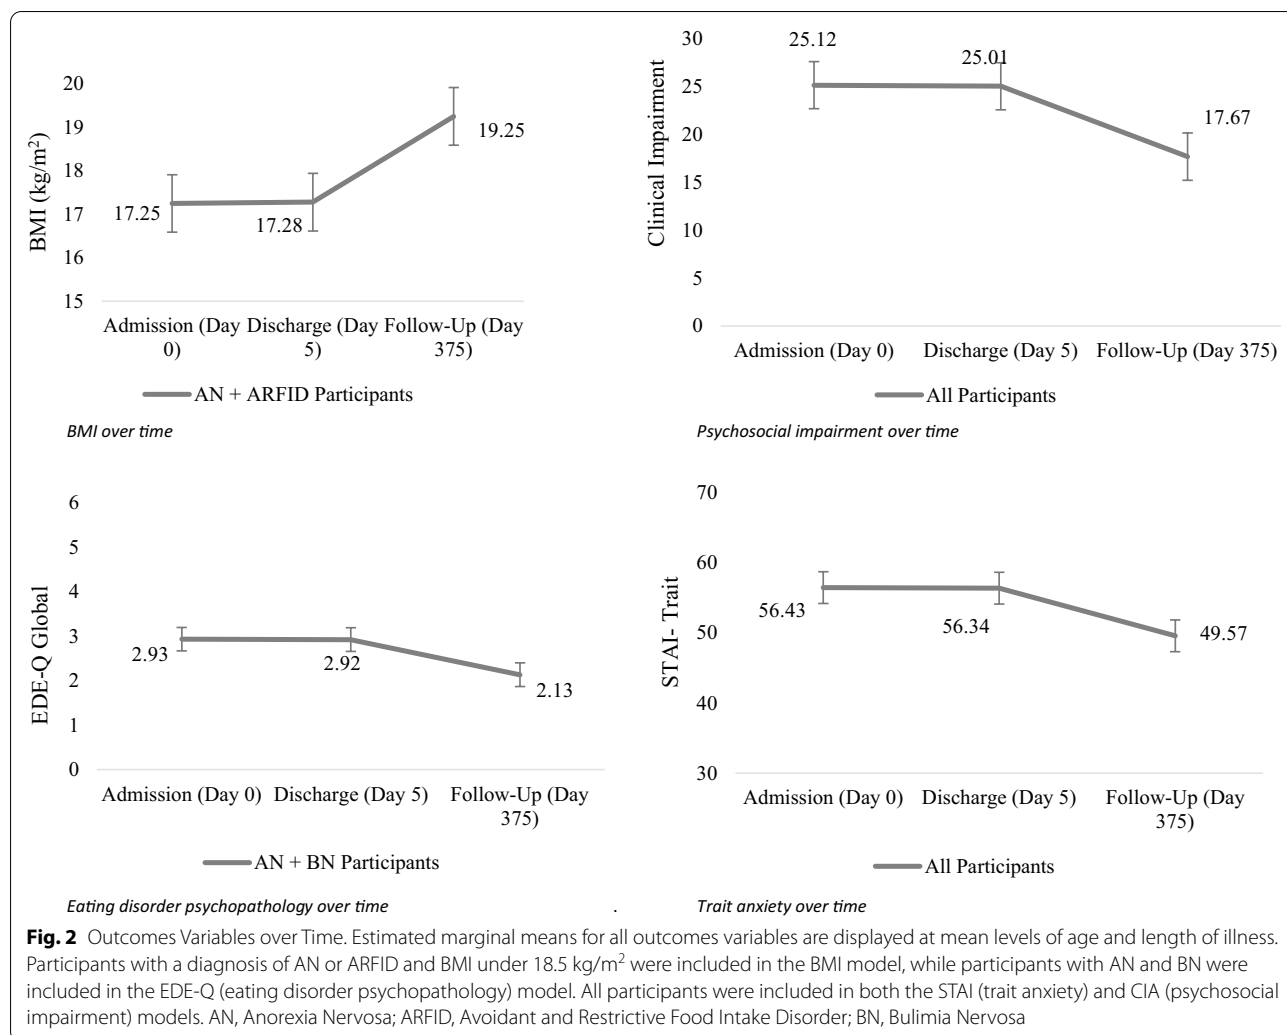 20
19
18
17
16
15
BMI (kg/m²)
17.25
17.28
19.25
Admission (Day 0)
Discharge (Day 5)
Follow-Up (Day 375)
AN + ARFID Participants
BMI over time
30
25
20
15
10
5
0
Clinical Impairment
25.12
25.01
17.67
Admission (Day 0)
Discharge (Day 5)
Follow-Up (Day 375)
All Participants
Psychosocial impairment over time
6
5
4
3
2
1
0
EDE-Q Global
2.93
2.92
2.13
Admission (Day 0)
Discharge (Day 5)
Follow-Up (Day
375)
AN + BN Participants
Eating disorder psychopathology over time
.
70
60
50
40
30
STAI- Trait
56.43
56.34
49.57
Admission (Day 0)
Discharge (Day 5)
Follow-Up (Day
375)
All Participants
Trait anxiety over time
Fig. 2 Outcomes Variables over Time. Estimated marginal means for all outcomes variables are displayed at mean levels of age and length of illness.
Participants with a diagnosis of AN or ARFID and BMI under 18.5 kg/m² were included in the BMI model, while participants with AN and BN were
included in the EDE-Q (eating disorder psychopathology) model. All participants were included in both the STAI (trait anxiety) and CIA (psychosocial
impairment) models. AN, Anorexia Nervosa; ARFID, Avoidant and Restrictive Food Intake Disorder; BN, Bulimia Nervosa